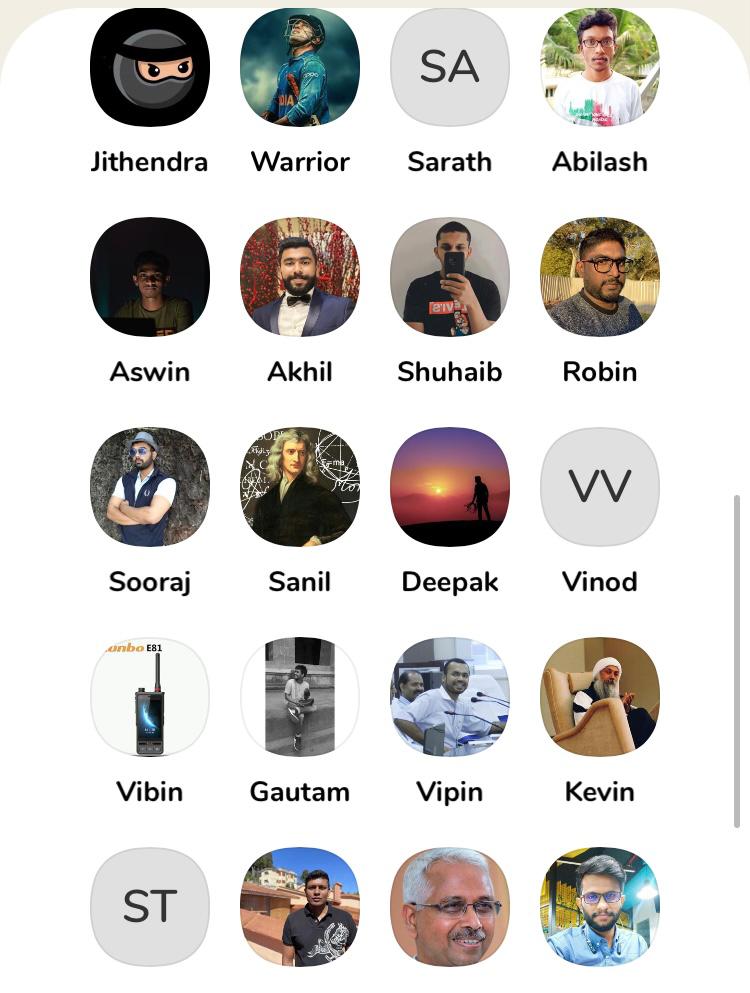 SA
Jithendra Warrior Sarath Abilash
Aswin Akhil Shuhaib Robin
VV
Sooraj Sanil Deepak Vinod
E81
Vibin Gautam Vipin Kevin
ST